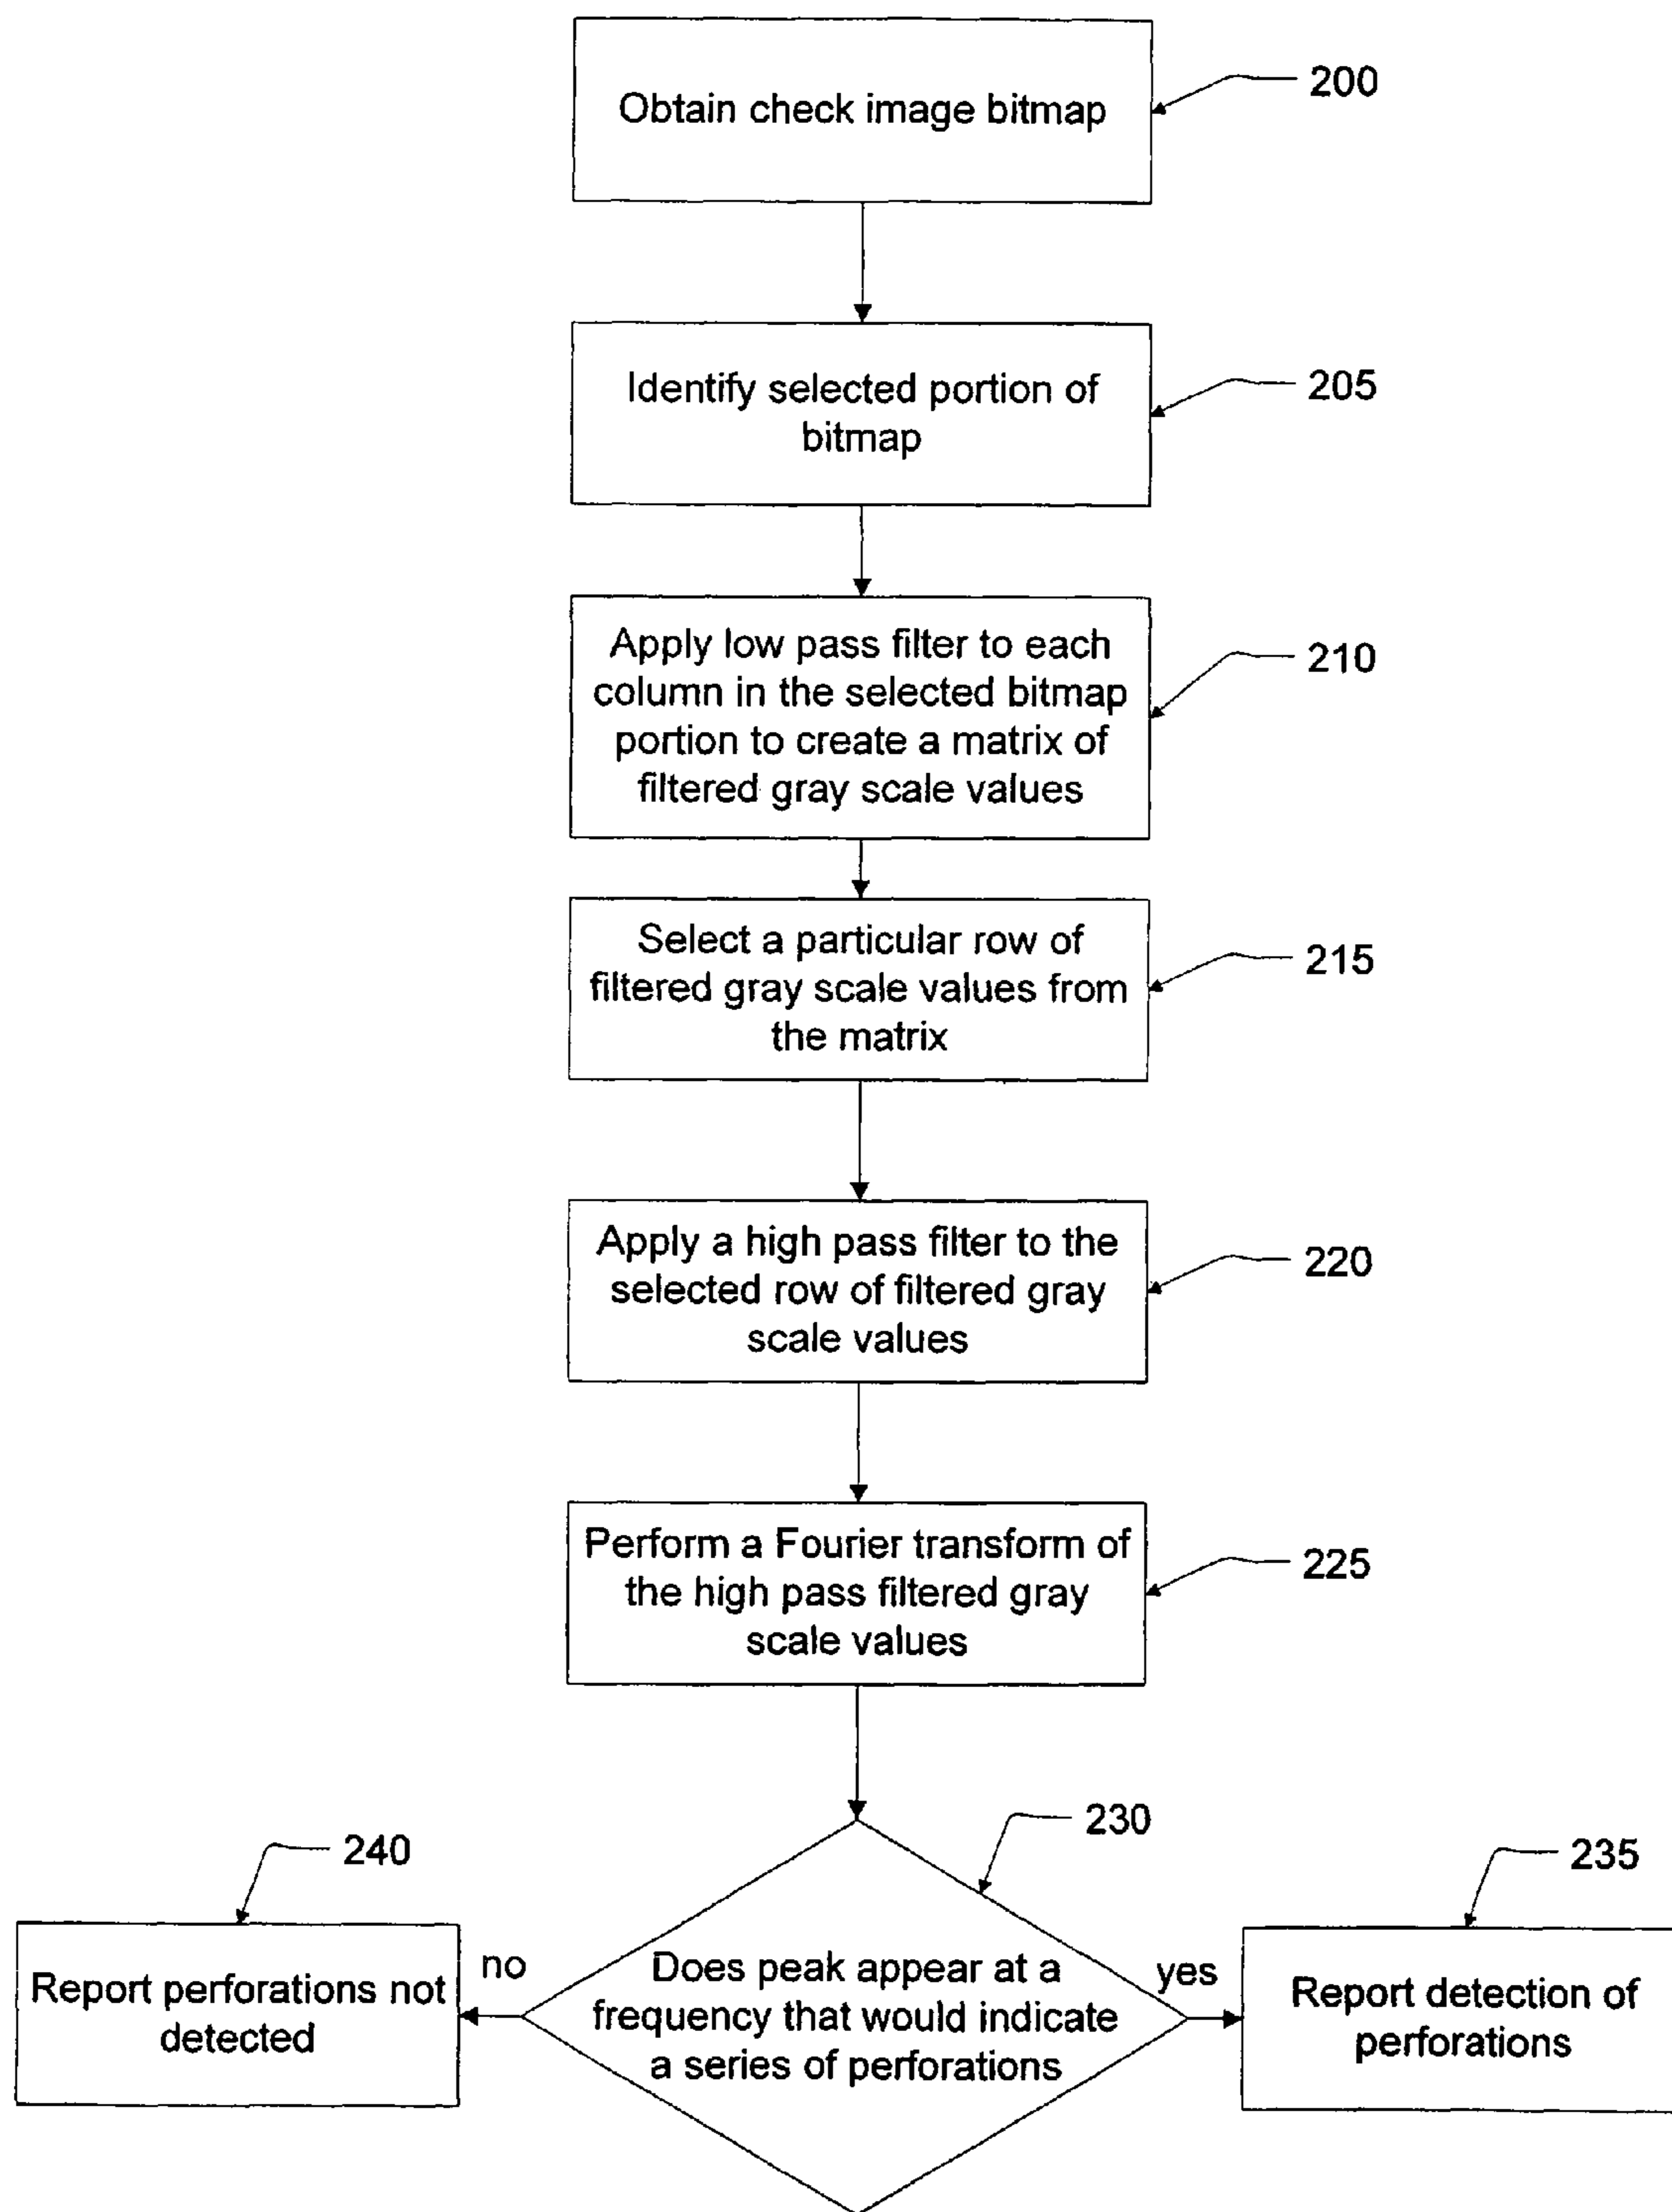 Obtain check image bitmap
200
Identify selected portion of
bitmap
205
Apply low pass filter to each
column in the selected bitmap
portion to create a matrix of
filtered gray scale values
210
Select a particular row of
filtered gray scale values from
the matrix
215
Apply a high pass filter to the
selected row of filtered gray
scale values
220
Perform a Fourier transform of
the high pass filtered gray
scale values
225
230
240
235
Report perforations not
detected
no
Does peak appear at a
frequency that would indicate
a series of perforations
yes
Report detection of
perforations